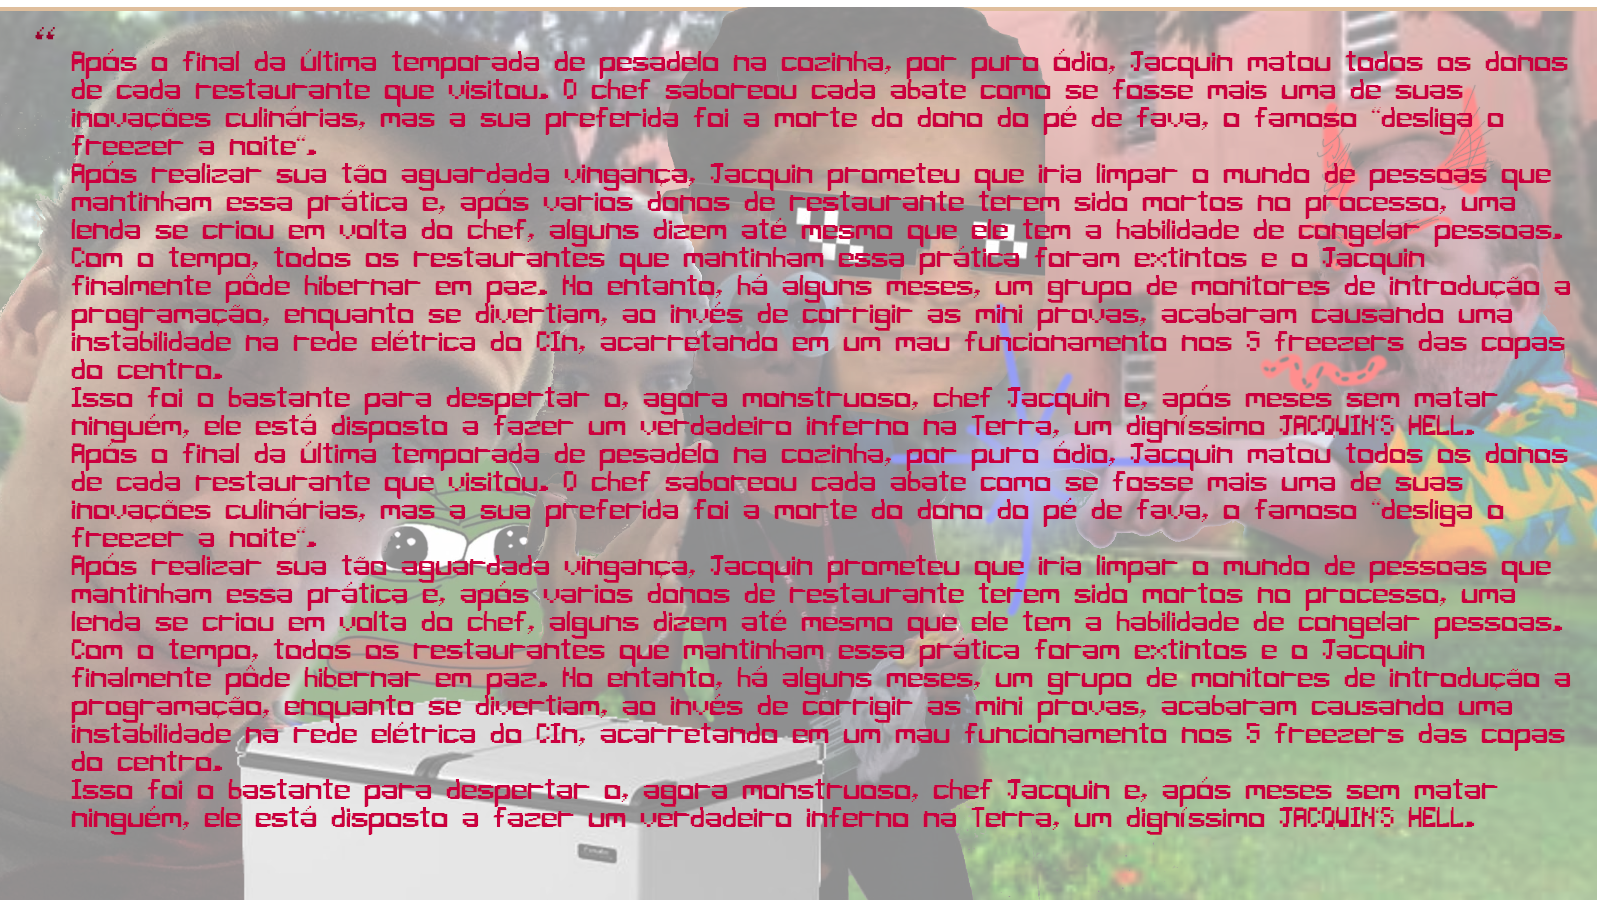 “
Após o final da última temporada de pesadelo na cozinha, por puro ódio, Jacquin matou todos os donos
de cada restaurante que visitou. O chef saboreou cada abate como se fosse mais uma de suas
inovações culinárias, mas a sua preferida foi a morte do dono do pé de fava, o famoso "desliga o
freezer a noite".
Após realizar sua tão aguardada vingança, Jacquin prometeu que iria limpar o mundo de pessoas que
mantinham essa prática e, após varios donos de restaurante terem sido mortos no processo, uma
lenda se criou em volta do chef, alguns dizem até mesmo que ele tem a habilidade de congelar pessoas.
Com o tempo, todos os restaurantes que mantinham essa prática foram extintos e o Jacquin
finalmente pôde hibernar em paz. No entanto, há alguns meses, um grupo de monitores de introdução a
programação, enquanto se divertiam, ao invés de corrigir as mini provas, acabaram causando uma
instabilidade na rede elétrica do CIn, acarretando em um mau funcionamento nos 5 freezers das copas
do centro.
Isso foi o bastante para despertar o, agora monstruoso, chef Jacquin e, após meses sem matar
ninguém, ele está disposto a fazer um verdadeiro inferno na Terra, um digníssimo JACQWIN'S HELL.
Após o final da última temporada de pesadelo na cozinha, por puro ódio, Jacquin matou todos os donos
de cada restaurante que visitou. O chef saboreou cada abate como se fosse mais uma de suas
inovações culinárias, mas a sua preferida foi a morte do dono do pé de fava, o famoso "desliga o
freezer a noite".
Após realizar sua tão aguardada vingança, Jacquin prometeu que iria limpar o mundo de pessoas que
mantinham essa prática e, após varios donos de restaurante terem sido mortos no processo, uma
lenda se criou em volta do chef, alguns dizem até mesmo que ele tem a habilidade de congelar pessoas.
Com o tempo, todos os restaurantes que mantinham essa prática foram extintos e o Jacquin
finalmente pôde hibernar em paz. No entanto, há alguns meses, um grupo de monitores de introdução a
programação, enquanto se divertiam, ao invés de corrigir as mini provas, acabaram causando uma
instabilidade na rede elétrica do CIn, acarretando em um mau funcionamento nos 5 freezers das copas
do centro.
Isso foi o bastante para despertar o, agora monstruoso, chef Jacquin e, após meses sem matar
ninguém, ele está disposto a fazer um verdadeiro inferno na Terra, um digníssimo JACQWIN'S HELL.